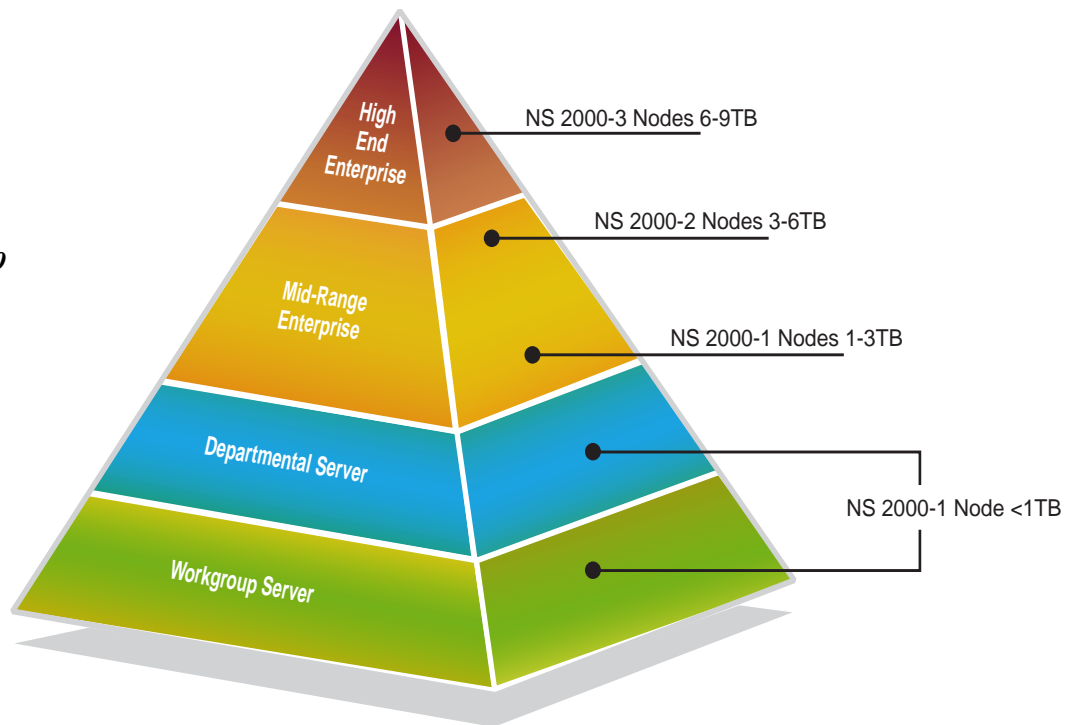 High
End
Enterprise
NS 2000-3 Nodes 6-9TB
NS 2000-2 Nodes 3-6TB
Mid-Range
Enterprise
NS 2000-1 Nodes 1-3TB
Departmental Server
NS 2000-1 Node <1TB
Workgroup Server